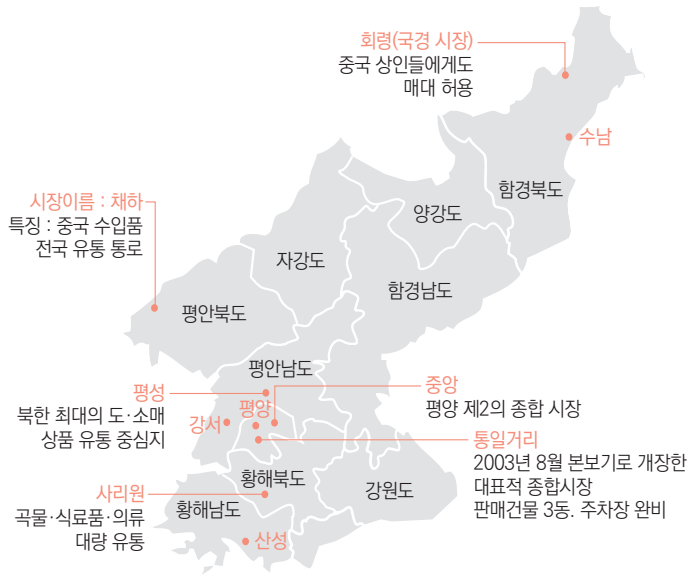 회령(국경 시장)
중국 상인들에게도
매대 허용
수남
함경북도
시장이름 : 채하
특징 : 중국 수입품
전국 유통 통로
양강도
자강도
함경남도
평안북도
평안남도
평성
북한 최대의 도·소매
상품 유통 중심지
강서
평양
중앙
평양 제2의 종합 시장
통일거리
2003년 8월 본보기로 개장한
대표적 종합시장
판매건물 3동. 주차장 완비
황해북도
강원도
사리원
곡물·식료품·의류
대량 유통
황해남도
산성